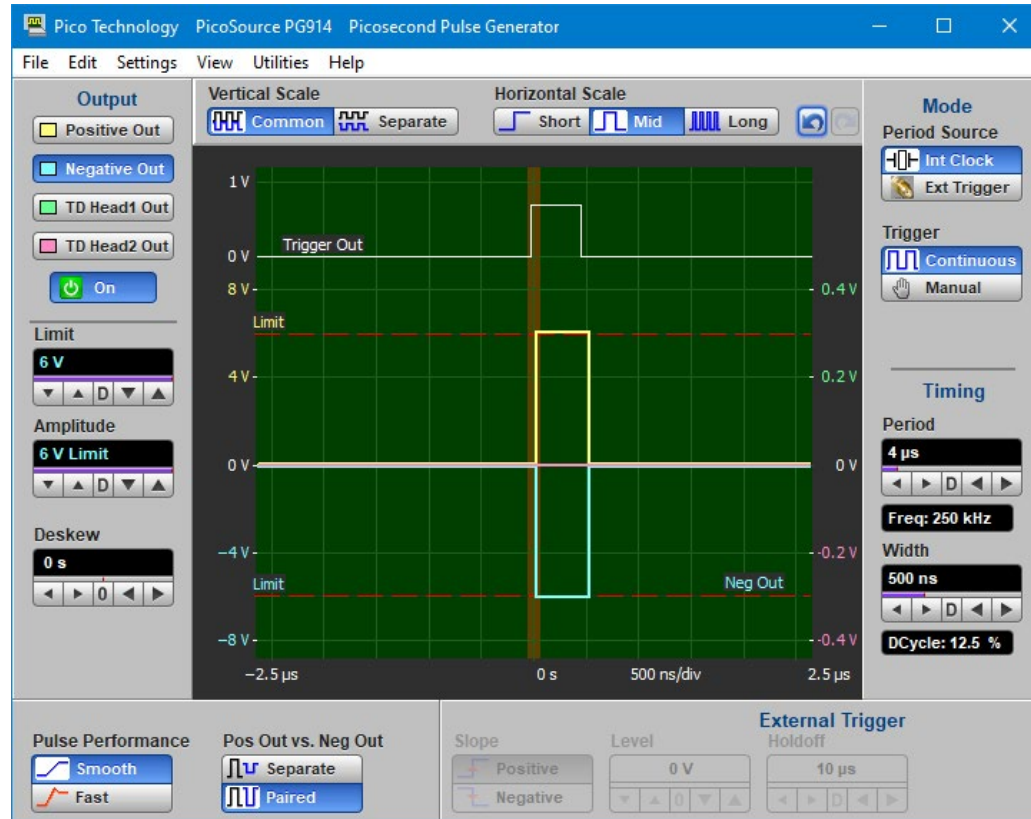 Pico Technology PicoSource PG914 Picosecond Pulse Generator
File Edit Settings View Utilities Help
Output
Positive Out
Negative Out
TD Head1 Out
TD Head2 Out
On
Limit
6 V
D
Amplitude
6 V Limit
D
Deskew
0 s
0
Vertical Scale
Common
Separate
Horizontal Scale
Short
Mid
Long
1 V
Trigger Out
0 V
8 V
0.4 V
Limit
4 V
0.2 V
0 V
0 V
−4 V
-0.2 V
Limit
Neg Out
−8 V
-0.4 V
−2.5 µs
0 s
500 ns/div
2.5 µs
Mode
Period Source
Int Clock
Ext Trigger
Trigger
Continuous
Manual
Timing
Period
4 µs
D
Freq: 250 kHz
Width
500 ns
D
DCycle: 12.5 %
Pulse Performance
Smooth
Fast
Pos Out vs. Neg Out
Separate
Paired
External Trigger
Slope
Positive
Negative
Level
0 V
0
Holdoff
10 µs
D